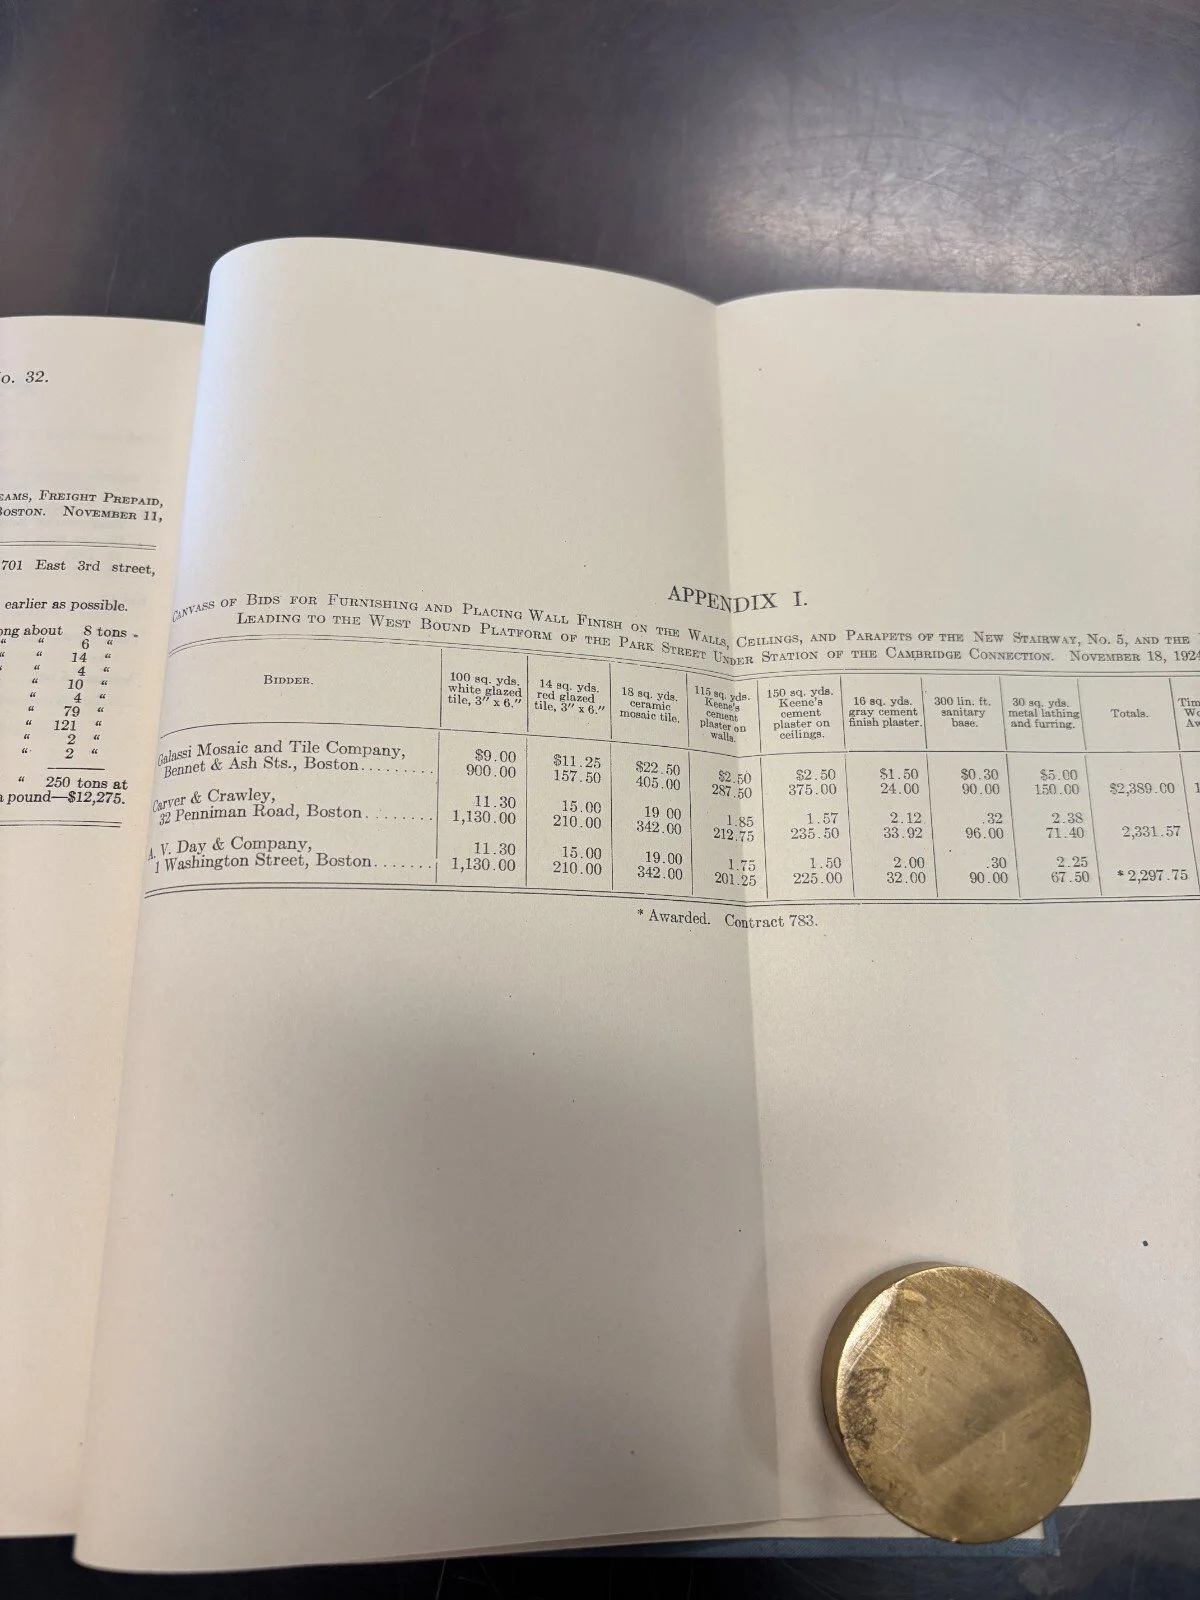 o. 32.
EAMS, FREIGHT PREPAID,
BOSTON. NOVEMBER 11,
701 East 3rd street,
earlier as possible.
ong about 8 tons
“ “ 6 “
“ “ 14 “
“ “ 4 “
“ 10 “
“ 4 “
“ 79 “
“ 121 “
“ 2 “
“ 2 “
“ 250 tons at
a pound—$12,275.
APPENDIX I.
CANVASS OF BIDS FOR FURNISHING AND PLACING WALL FINISH ON THE WALLS, CEILINGS, AND PARAPETS OF THE NEW STAIRWAY, NO. 5, AND THE
LEADING TO THE WEST BOUND PLATFORM OF THE PARK STREET UNDER STATION OF THE CAMBRIDGE CONNECTION. NOVEMBER 18, 1924
BIDDER.
100 sq. yds.
white glazed
tile, 3″ x 6.″
14 sq. yds.
red glazed
tile, 3″ x 6.″
18 sq. yds.
ceramic
mosaic tile.
115 sq. yds.
Keene's
cement
plaster on
walls.
150 sq. yds.
Keene's
cement
plaster on
ceilings.
16 sq. yds.
gray cement
finish plaster.
300 lin. ft.
sanitary
base.
30 sq. yds.
metal lathing
and furring.
Totals.
Tim
Wo
Aw
Galassi Mosaic and Tile Company,
Bennet & Ash Sts., Boston.........
$9.00 $11.25 $22.50 $2.50 $2.50 $1.50 $0.30 $5.00
900.00 157.50 405.00 287.50 375.00 24.00 90.00 150.00 $2,389.00 1
Carver & Crawley,
32 Penniman Road, Boston........
11.30 15.00 19 00 1.85 1.57 2.12 .32 2.38
1,130.00 210.00 342.00 212.75 235.50 33.92 96.00 71.40 2,331.57
A. V. Day & Company,
1 Washington Street, Boston.......
11.30 15.00 19.00 1.75 1.50 2.00 .30 2.25
1,130.00 210.00 342.00 201.25 225.00 32.00 90.00 67.50 * 2,297.75
* Awarded. Contract 783.